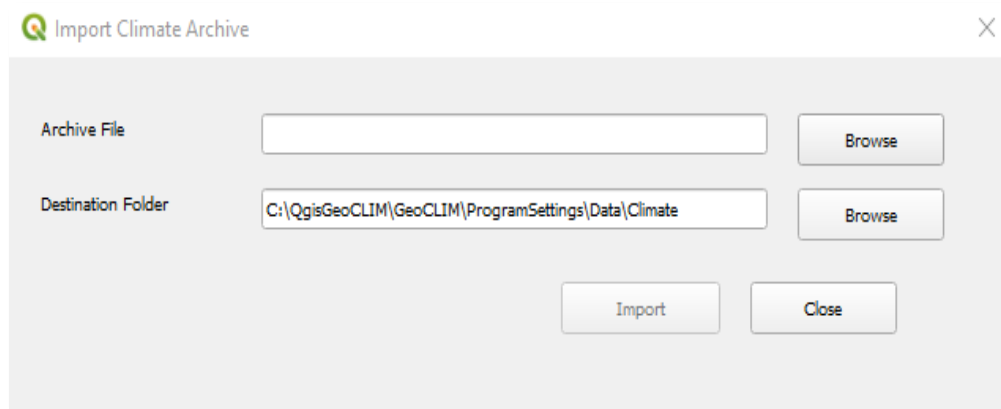 Import Climate Archive
Archive File
Browse
Destination Folder
C:\QgisGeoCLIM\GeoCLIM\ProgramSettings\Data\Climate
Browse
Import
Close